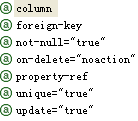 column
foreign-key
not-null="true"
on-delete="noaction"
property-ref
unique="true"
update="true"